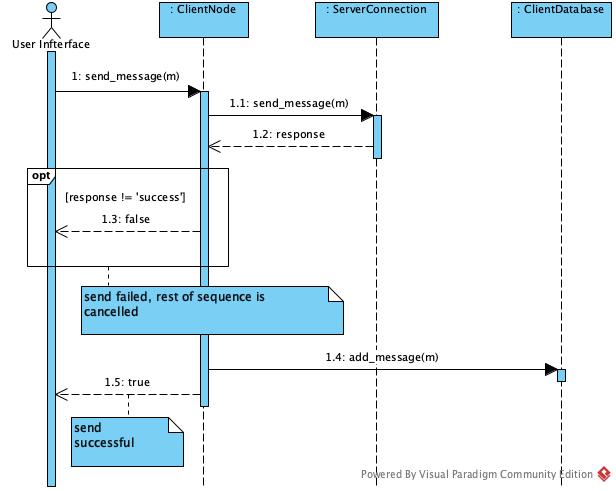 : ClientNode
: ServerConnection
: ClientDatabase
User Infterface
1: send_message(m)
1.1: send_message(m)
1.2: response
opt
[response != 'success']
1.3: false
send failed, rest of sequence is
cancelled
1.4: add_message(m)
1.5: true
send
successful
Powered By Visual Paradigm Community Edition